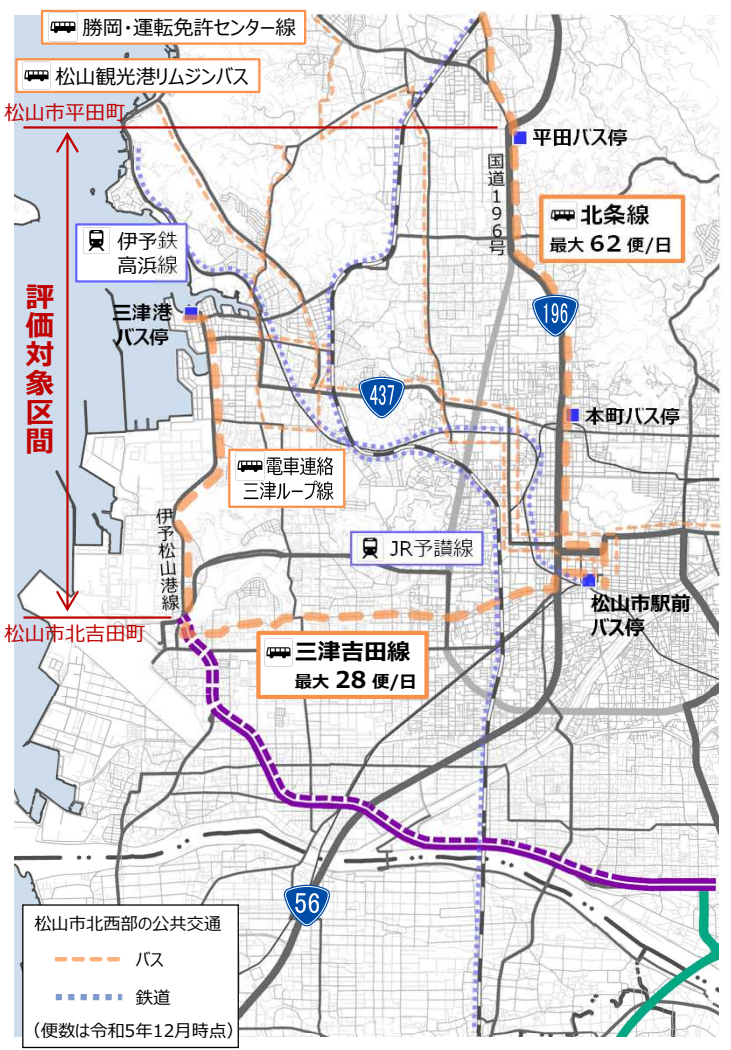 勝岡・運転免許センター線
松山観光港リムジンバス
松山市平田町
平田バス停
国道196号
北条線
最大 62 便/日
伊予鉄
高浜線
評価対象区間
三津港
バス停
196
437
本町バス停
電車連絡
三津ループ線
伊予松山港線
JR予讃線
松山市駅前
バス停
松山市北吉田町
三津吉田線
最大 28 便/日
56
松山市北西部の公共交通
バス
鉄道
(便数は令和5年12月時点)